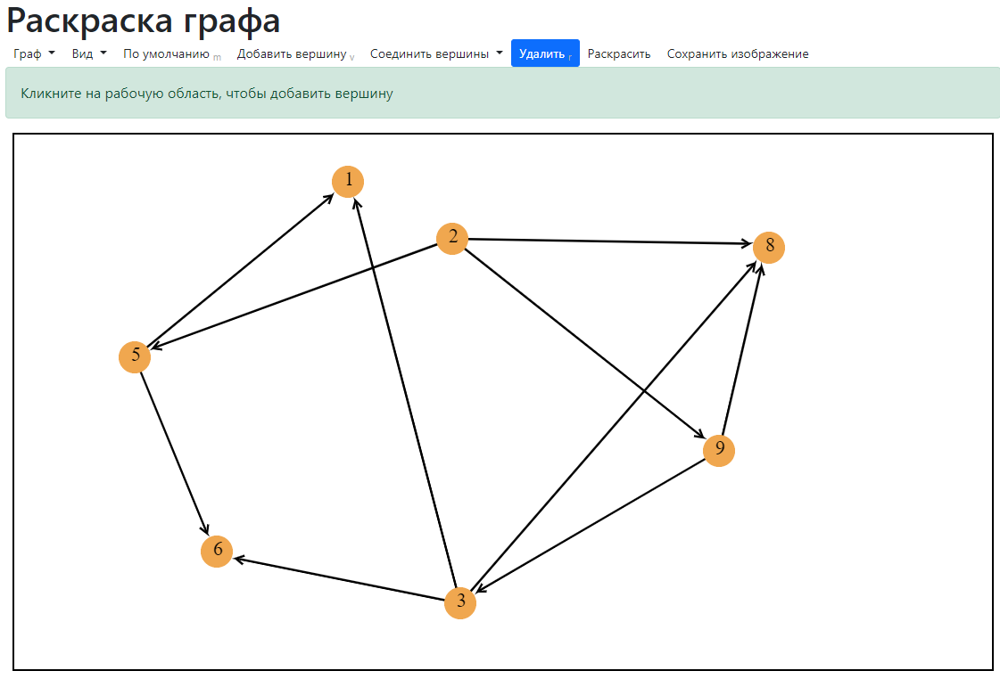 Раскраска графа
Граф Вид По умолчанию m Добавить вершину v Соединить вершины Удалить r Раскрасить Сохранить изображение
Кликните на рабочую область, чтобы добавить вершину
1
2
8
5
9
6
3